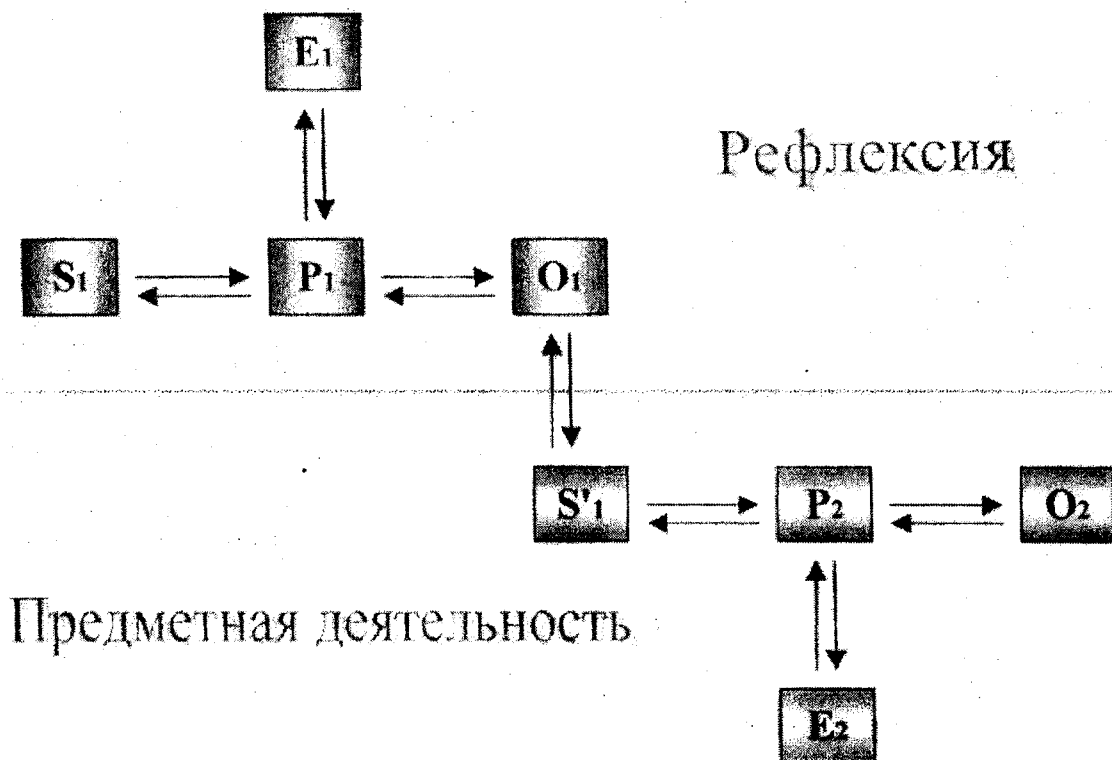 E₁
Рефлексия
S₁ P₁ O₁
S'₁ P₂ O₂
Предметная деятельность
E₂